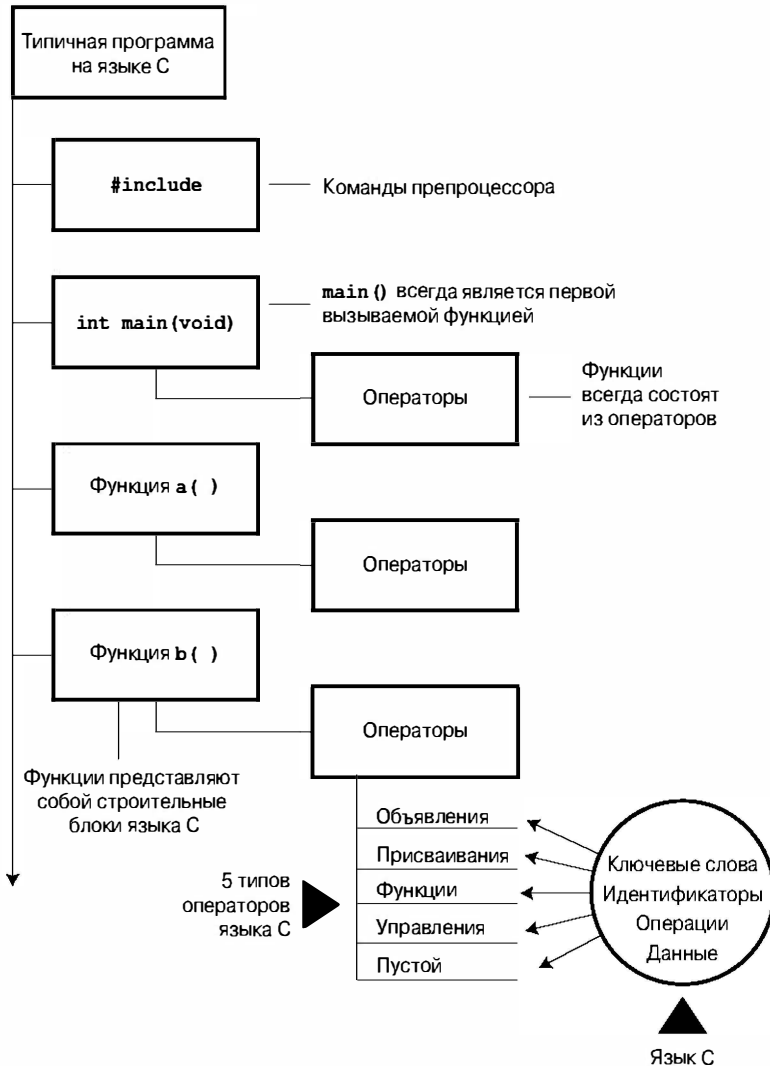 Типичная программа
на языке C
#include
Команды препроцессора
int main(void)
main() всегда является первой
вызываемой функцией
Операторы
Функции
всегда состоят
из операторов
Функция a( )
Операторы
Функция b( )
Операторы
Функции представляют
собой строительные
блоки языка C
5 типов
операторов
языка C
Объявления
Присваивания
Функции
Управления
Пустой
Ключевые слова
Идентификаторы
Операции
Данные
Язык C